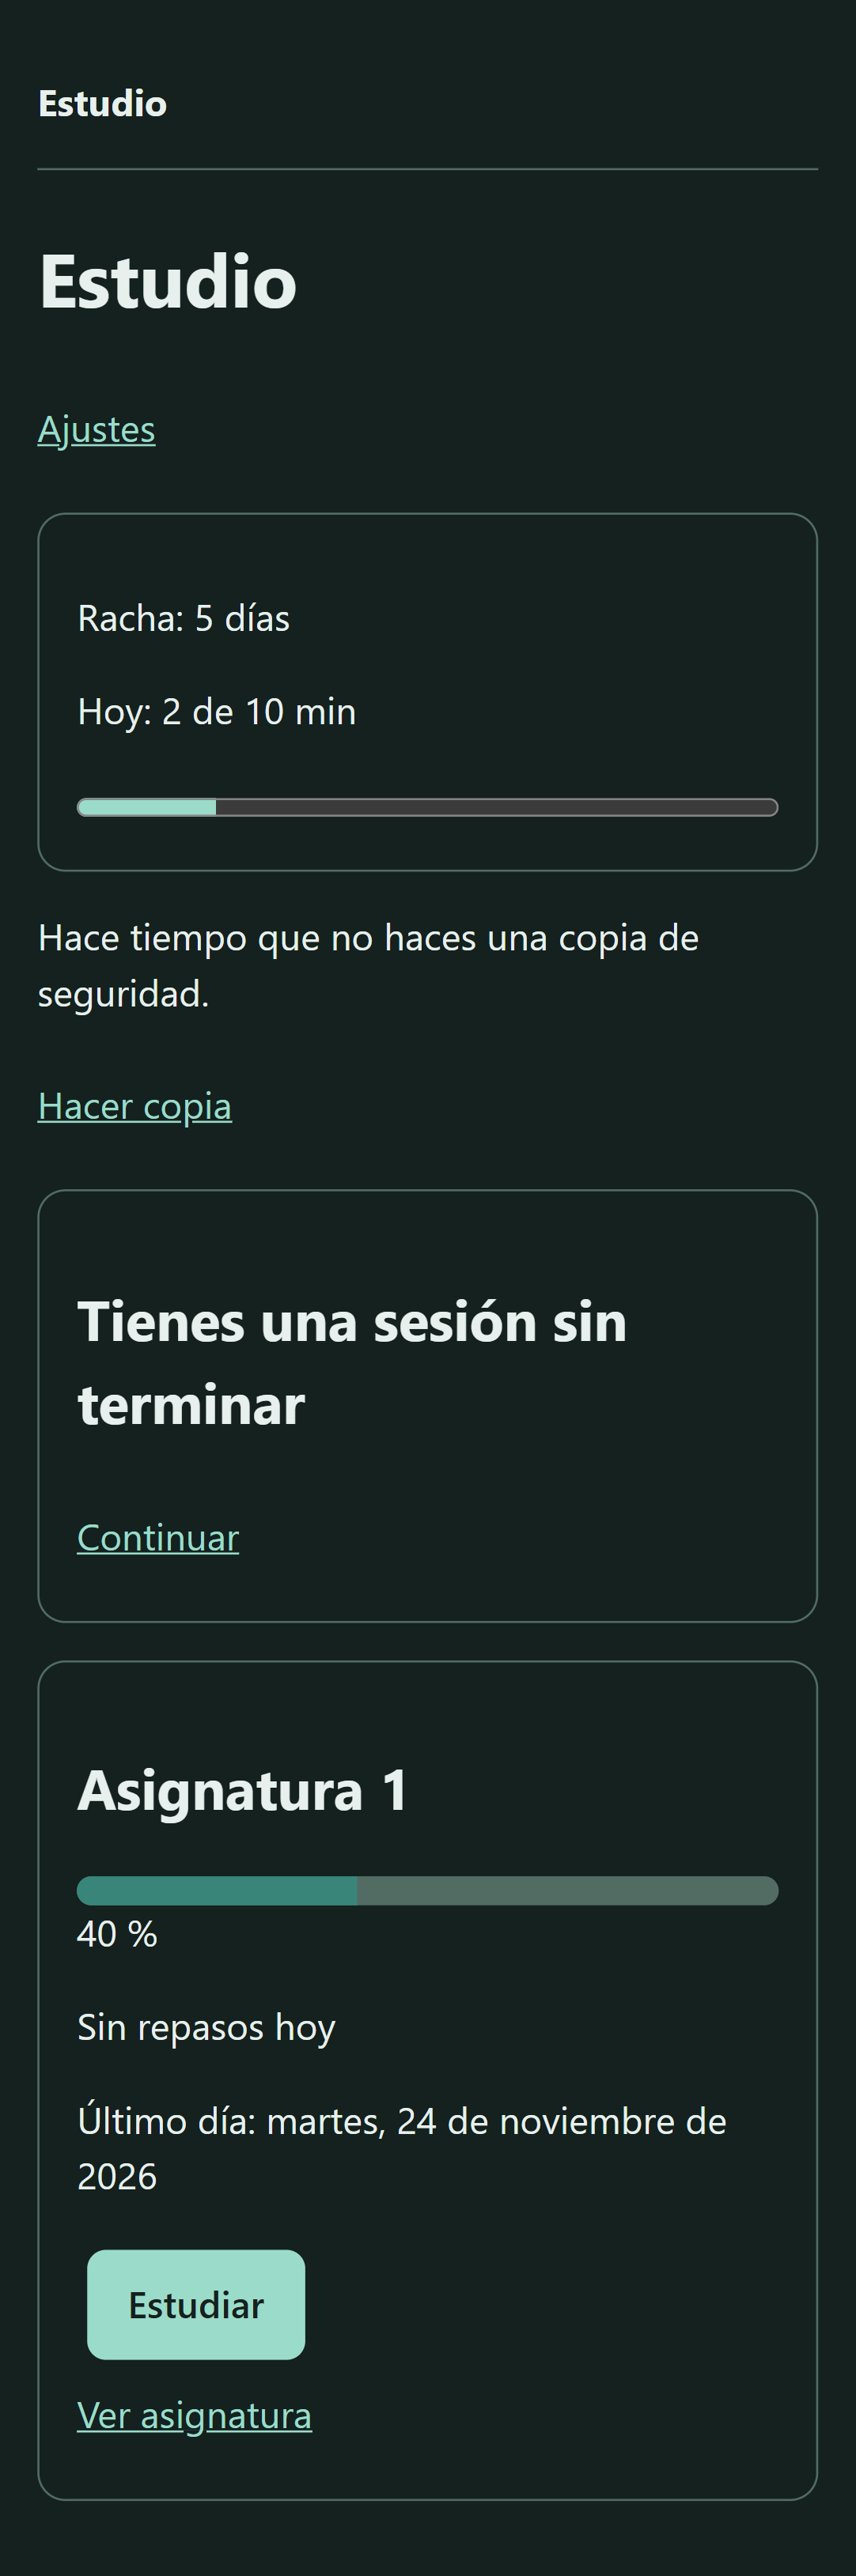 Estudio
Estudio
Ajustes
Racha: 5 días
Hoy: 2 de 10 min
Hace tiempo que no haces una copia de
seguridad.
Hacer copia
Tienes una sesión sin
terminar
Continuar
Asignatura 1
40 %
Sin repasos hoy
Último día: martes, 24 de noviembre de
2026
Estudiar
Ver asignatura